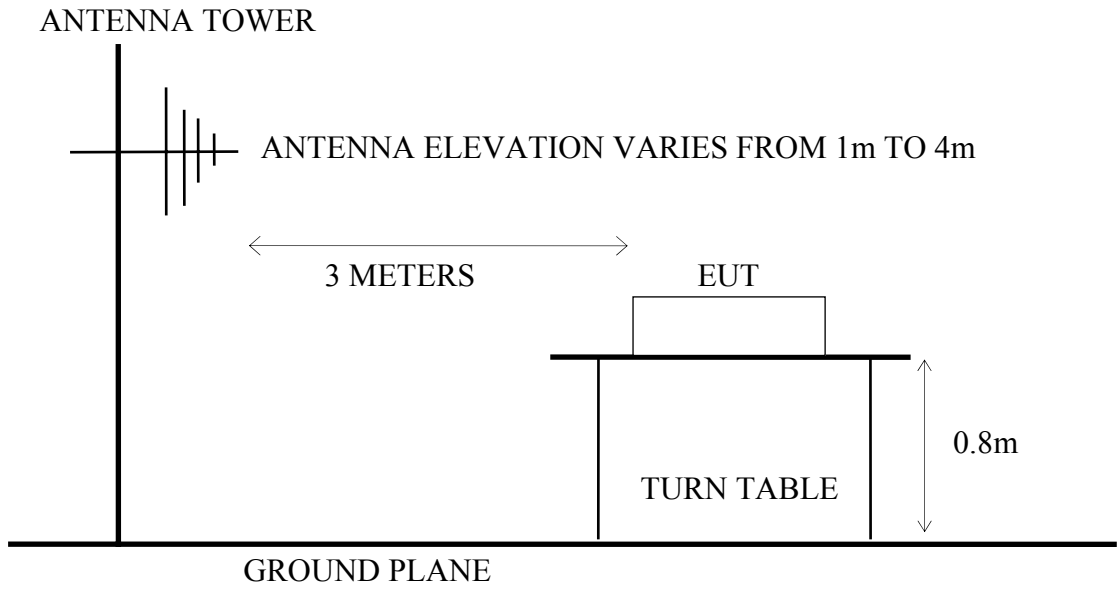 ANTENNA TOWER
ANTENNA ELEVATION VARIES FROM 1m TO 4m
3 METERS
EUT
0.8m
TURN TABLE
GROUND PLANE